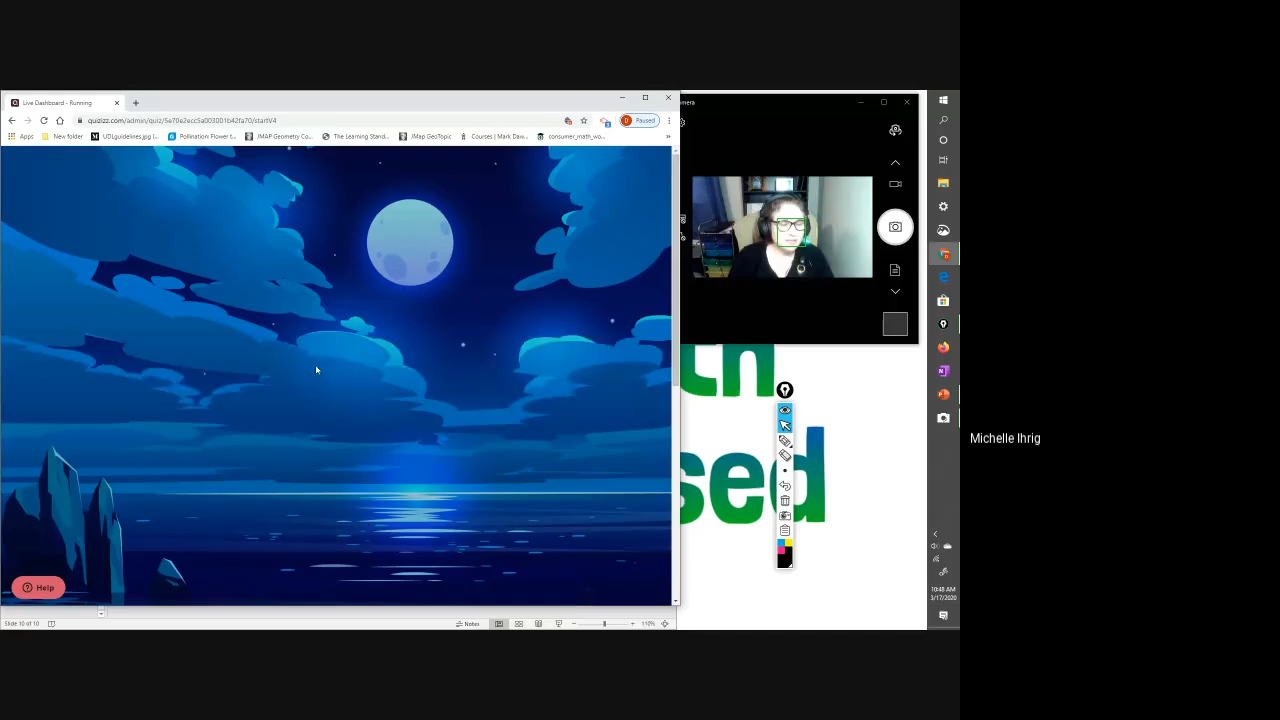 Live Dashboard - Running
quizizz.com/admin/quiz/5e70e2ecc5a003001b42fa70/startV4
Paused
Apps
New folder
UDLguidelines.jpg (...
Pollination: Flower t...
JMAP Geometry Co...
The Learning Stand...
JMap GeoTopic
Courses | Mark Daw...
consumer_math_wo...
»
mera
th
sed
Michelle Ihrig
Help
10:48 AM
3/17/2020
Slide 10 of 10
Notes
110%